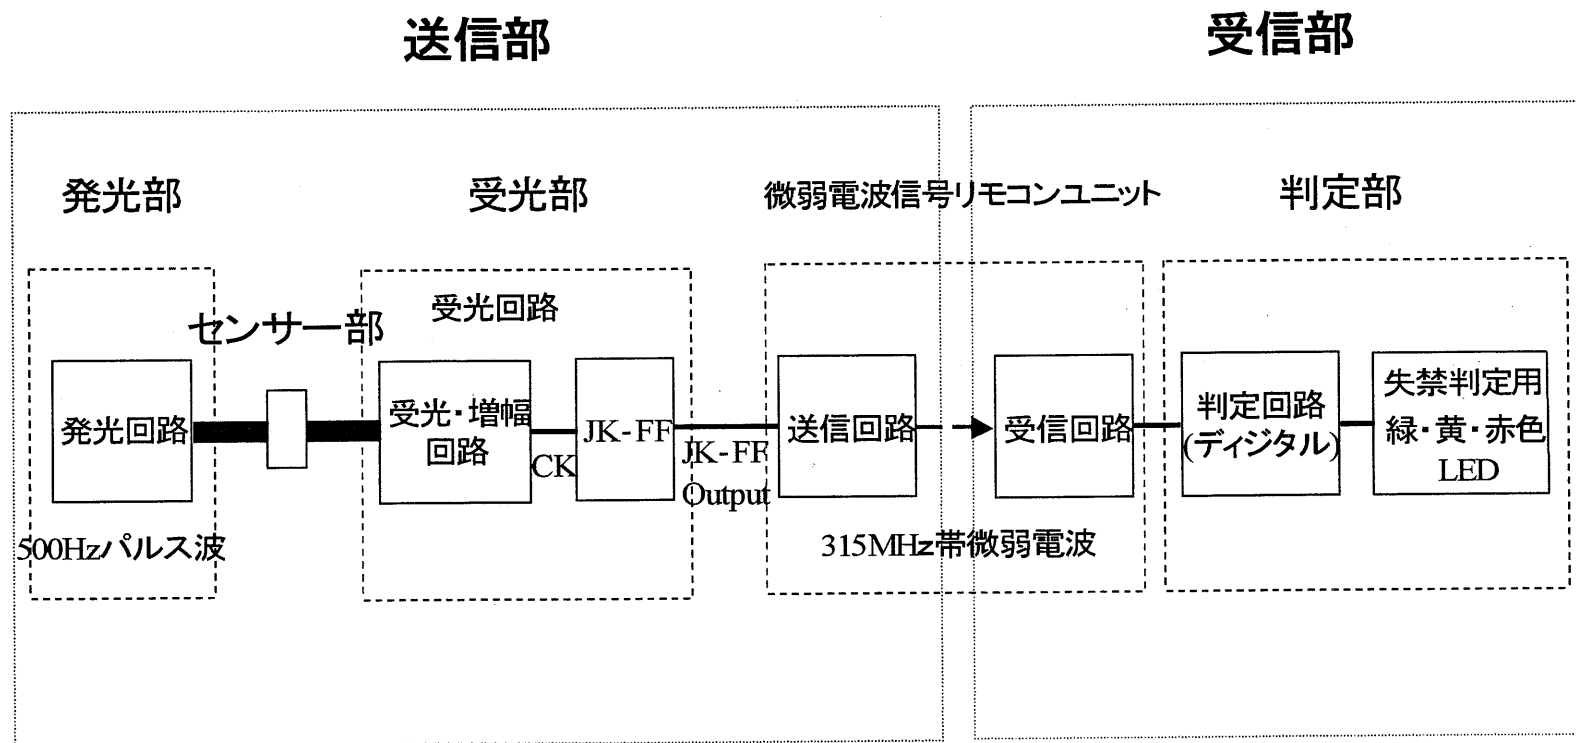 送信部
受信部
発光部
受光部
微弱電波信号リモコンユニット
判定部
センサー部
受光回路
発光回路
受光・増幅
回路
CK
JK-FF
JK-FF
Output
送信回路
受信回路
判定回路
(ディジタル)
失禁判定用
緑・黄・赤色
LED
500Hzパルス波
315MHz帯微弱電波